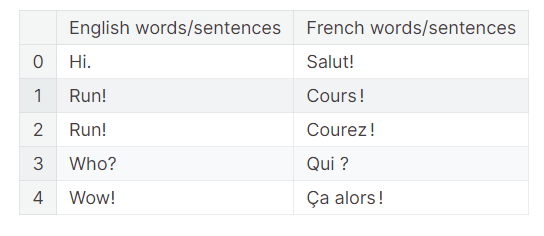 English words/sentences French words/sentences
0 Hi. Salut!
1 Run! Cours !
2 Run! Courez !
3 Who? Qui ?
4 Wow! Ça alors !